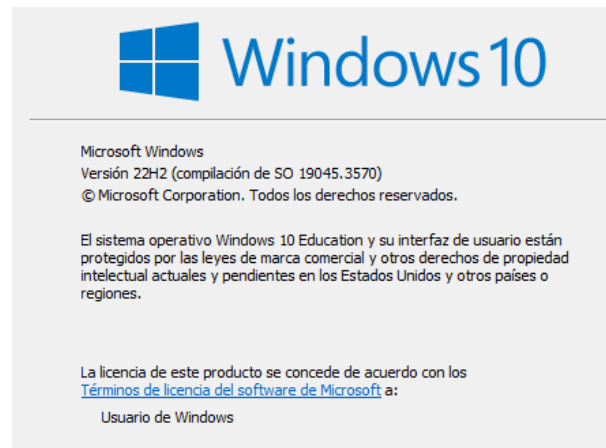 Windows 10
Microsoft Windows
Versión 22H2 (compilación de SO 19045.3570)
© Microsoft Corporation. Todos los derechos reservados.
El sistema operativo Windows 10 Education y su interfaz de usuario están
protegidos por las leyes de marca comercial y otros derechos de propiedad
intelectual actuales y pendientes en los Estados Unidos y otros países o
regiones.
La licencia de este producto se concede de acuerdo con los
Términos de licencia del software de Microsoft a:
Usuario de Windows